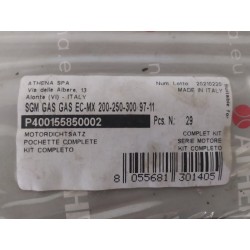 ATHENA SPA
Via delle Albere, 13
Alonte (VI) - ITALY
Num. Lotto
MADE IN ITALY
SGM GAS GAS EC-MX 200-250-300 97-11
P400155850002
Pcs. N: 29
MOTORDICHTSATZ
POCHETTE COMPLETE
KIT COMPLETO
COMPLET KIT
SERIE MOTORE
KIT COMPLETO
8 055681 301405
Suitable for: